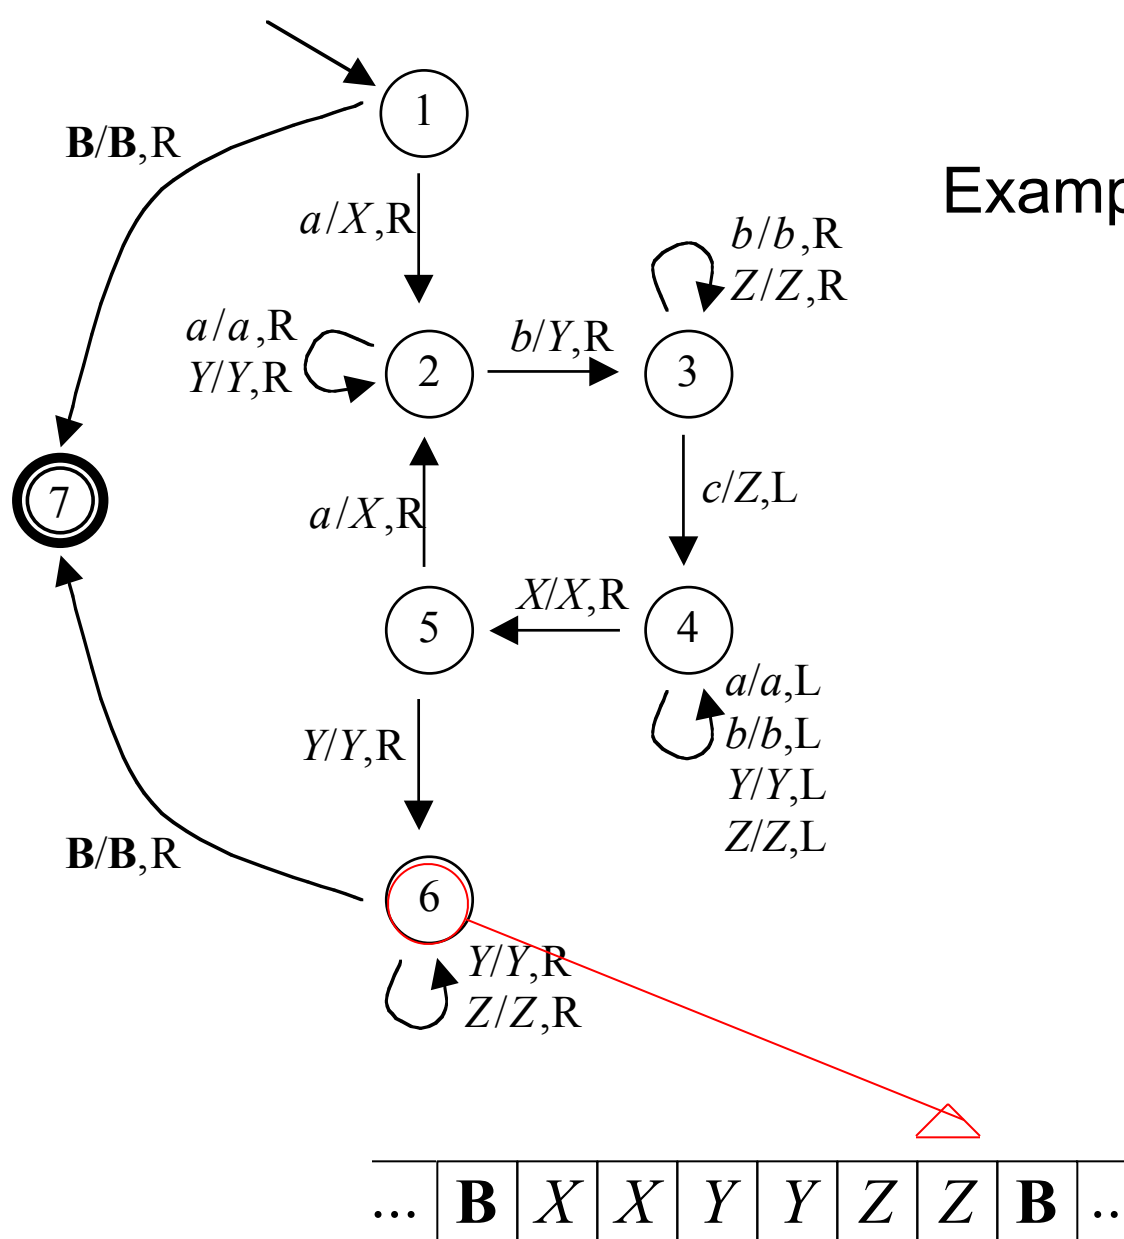 1
B/B,R
Examp
a/X,R
b/b,R
Z/Z,R
a/a,R
Y/Y,R
b/Y,R
2
3
7
c/Z,L
a/X,R
X/X,R
5
4
a/a,L
b/b,L
Y/Y,L
Z/Z,L
Y/Y,R
B/B,R
6
Y/Y,R
Z/Z,R
... B X X Y Y Z Z B ..